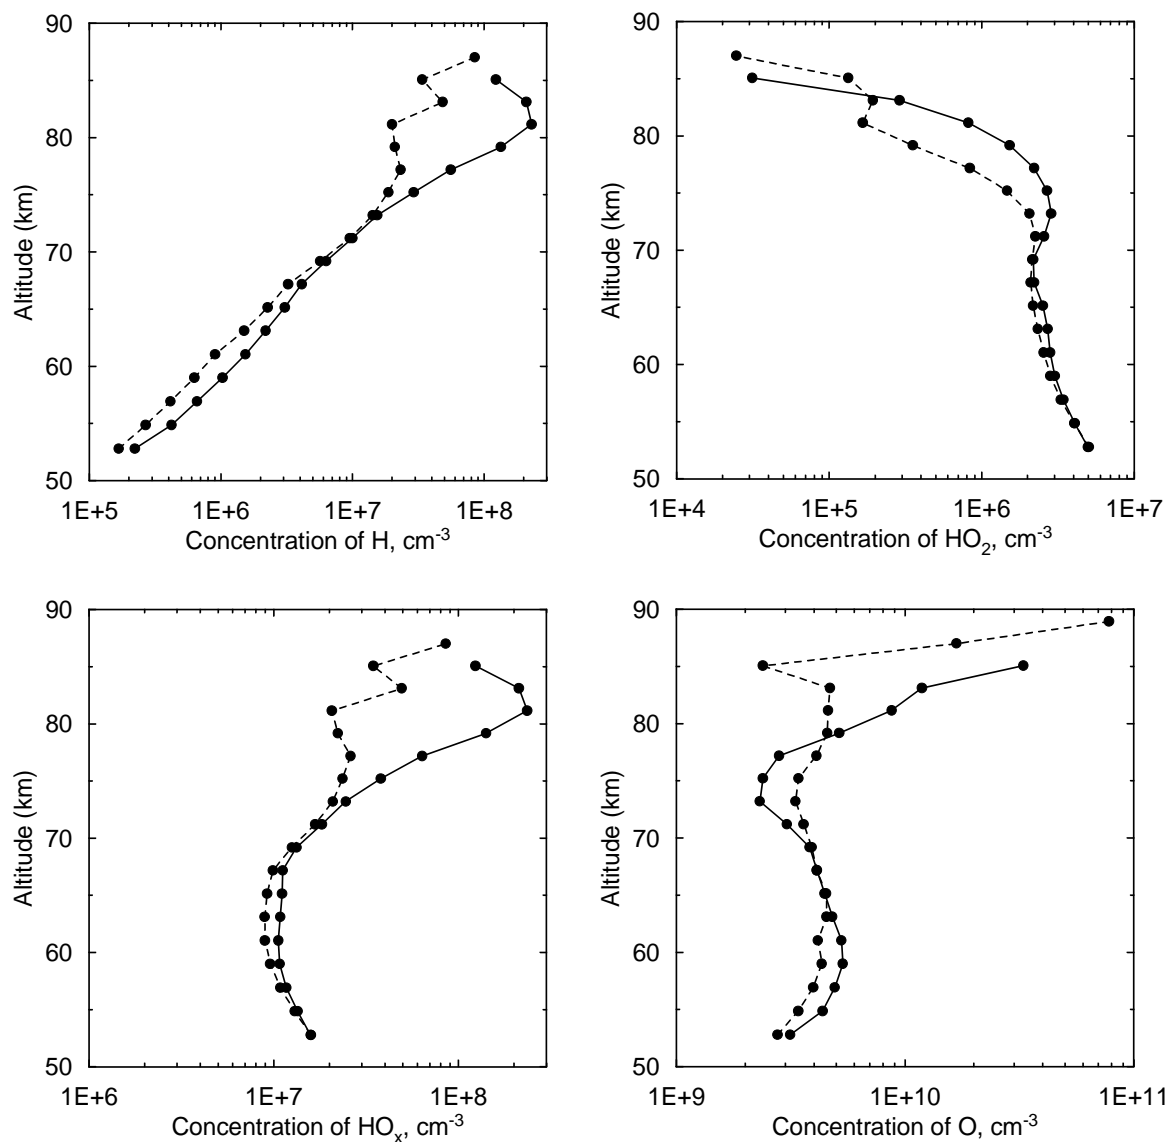 90
80
70
60
50
Altitude (km)
1E+5
1E+6
1E+7
1E+8
Concentration of H, cm-3
90
80
70
60
50
Altitude (km)
1E+4
1E+5
1E+6
1E+7
Concentration of HO2, cm-3
90
80
70
60
50
Altitude (km)
1E+6
1E+7
1E+8
Concentration of HOx, cm-3
90
80
70
60
50
Altitude (km)
1E+9
1E+10
1E+11
Concentration of O, cm-3